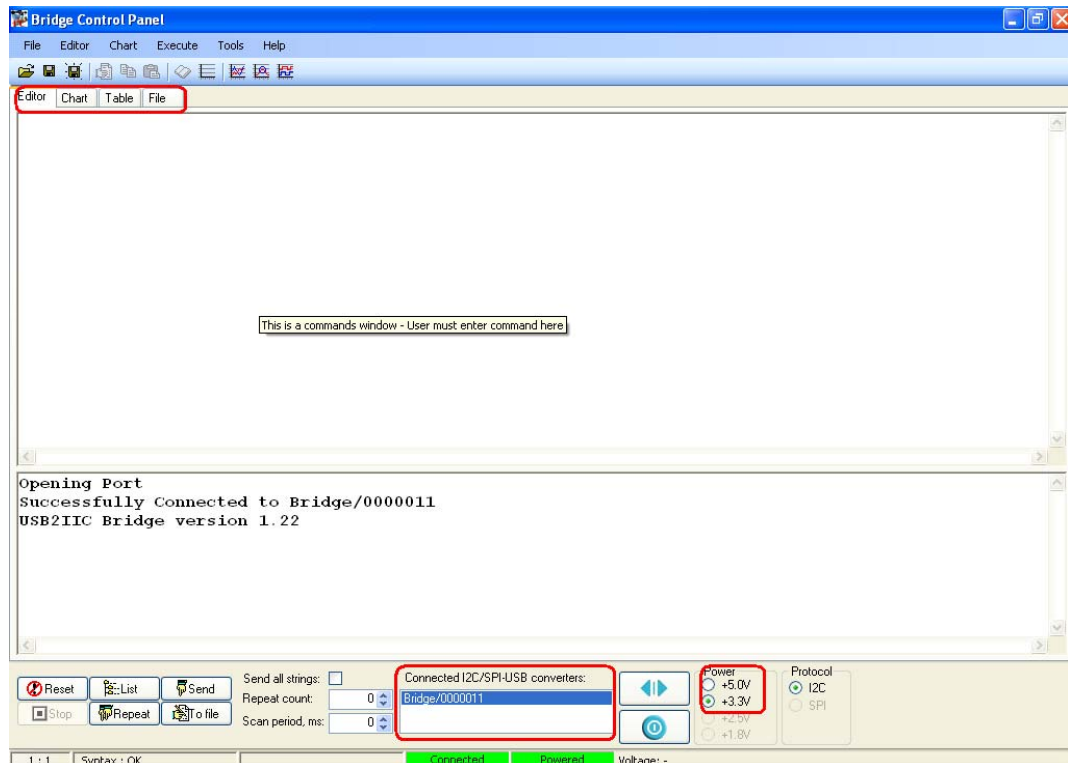 Bridge Control Panel
File Editor Chart Execute Tools Help
Editor Chart Table File
This is a commands window - User must enter command here
Opening Port
Successfully Connected to Bridge/0000011
USB2IIC Bridge version 1.22
Reset List Send
Stop Repeat To file
Send all strings:
Repeat count: 0
Scan period, ms: 0
Connected I2C/SPI-USB converters:
Bridge/0000011
Power
+5.0V
+3.3V
+2.5V
+1.8V
Protocol
I2C
SPI
1 : 1 Syntax : OK Connected Powered Voltage: -